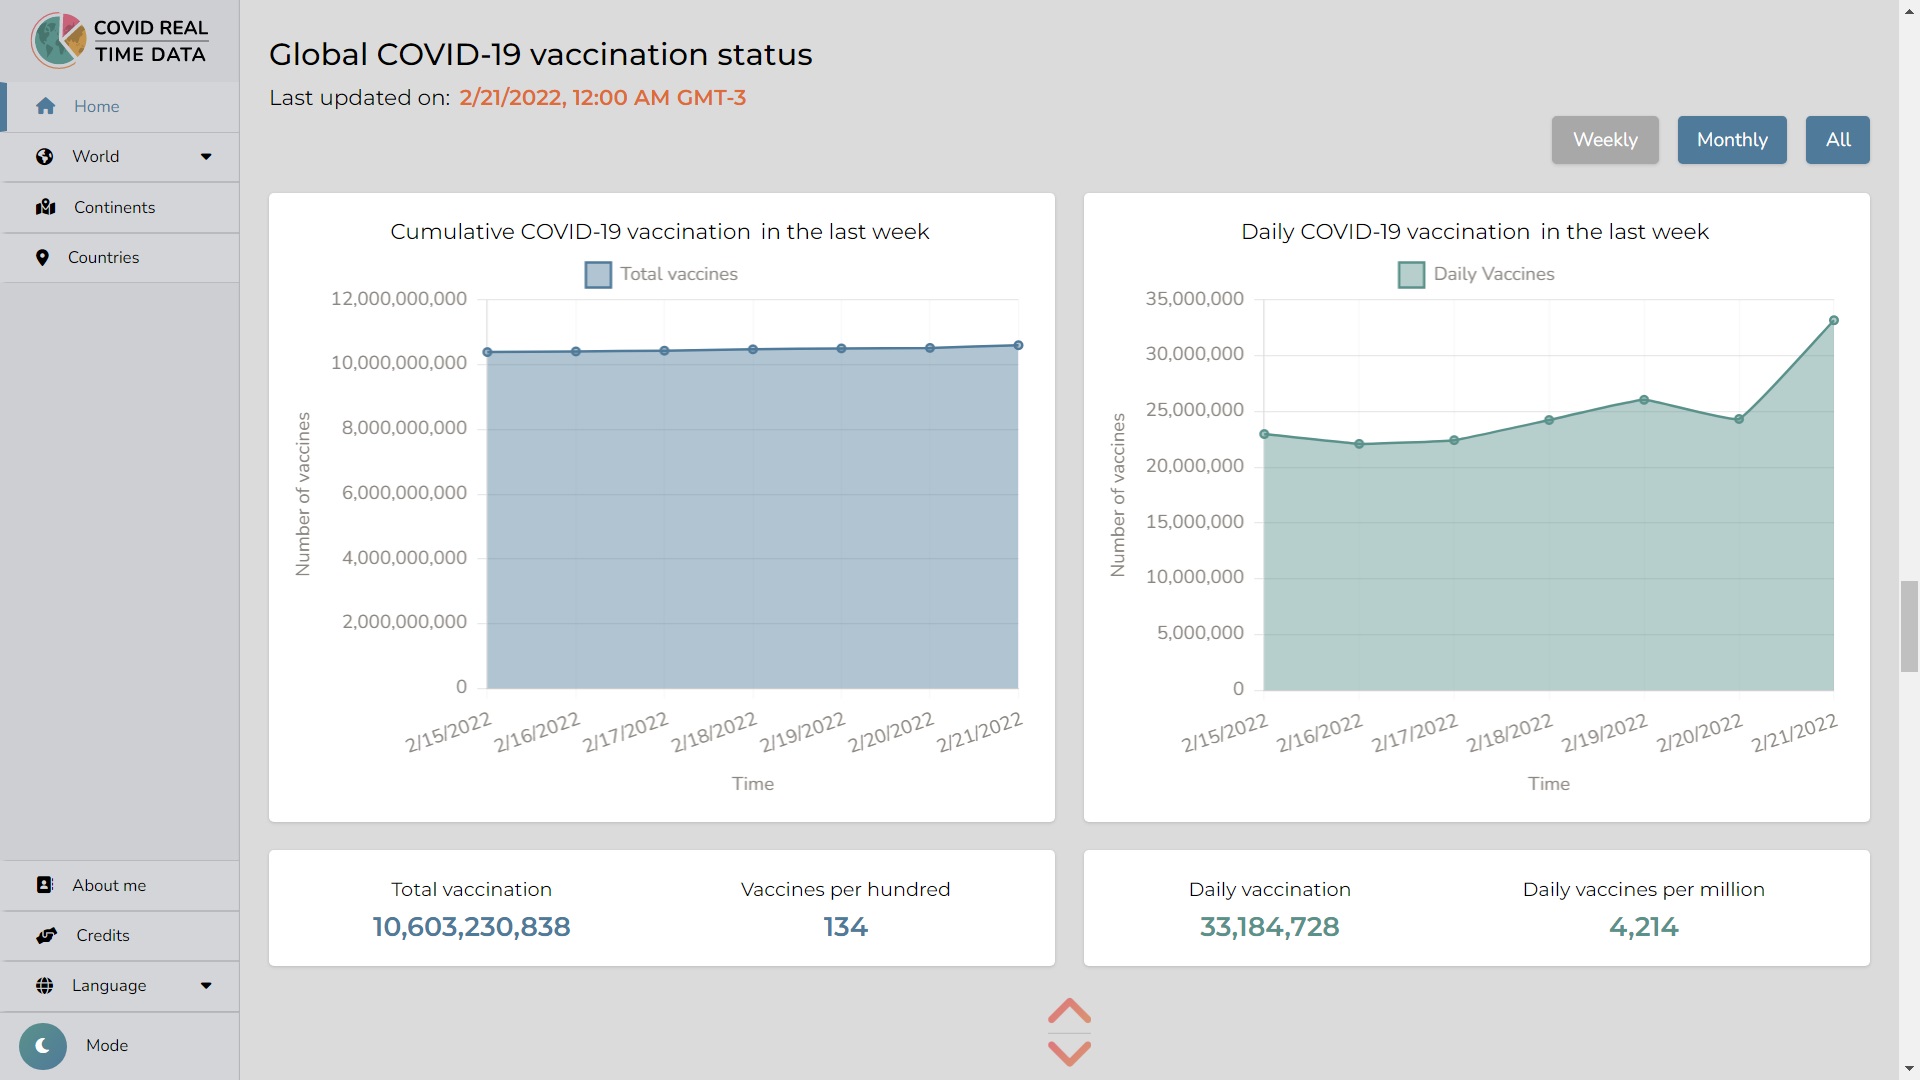 COVID REAL
TIME DATA
Home
World
Continents
Countries
About me
Credits
Language
Mode
Global COVID-19 vaccination status
Last updated on: 2/21/2022, 12:00 AM GMT-3
Weekly
Monthly
All
Cumulative COVID-19 vaccination in the last week
Total vaccines
12,000,000,000
10,000,000,000
8,000,000,000
6,000,000,000
4,000,000,000
2,000,000,000
0
Number of vaccines
2/15/2022
2/16/2022
2/17/2022
2/18/2022
2/19/2022
2/20/2022
2/21/2022
Time
Daily COVID-19 vaccination in the last week
Daily Vaccines
35,000,000
30,000,000
25,000,000
20,000,000
15,000,000
10,000,000
5,000,000
0
Number of vaccines
2/15/2022
2/16/2022
2/17/2022
2/18/2022
2/19/2022
2/20/2022
2/21/2022
Time
Total vaccination
10,603,230,838
Vaccines per hundred
134
Daily vaccination
33,184,728
Daily vaccines per million
4,214